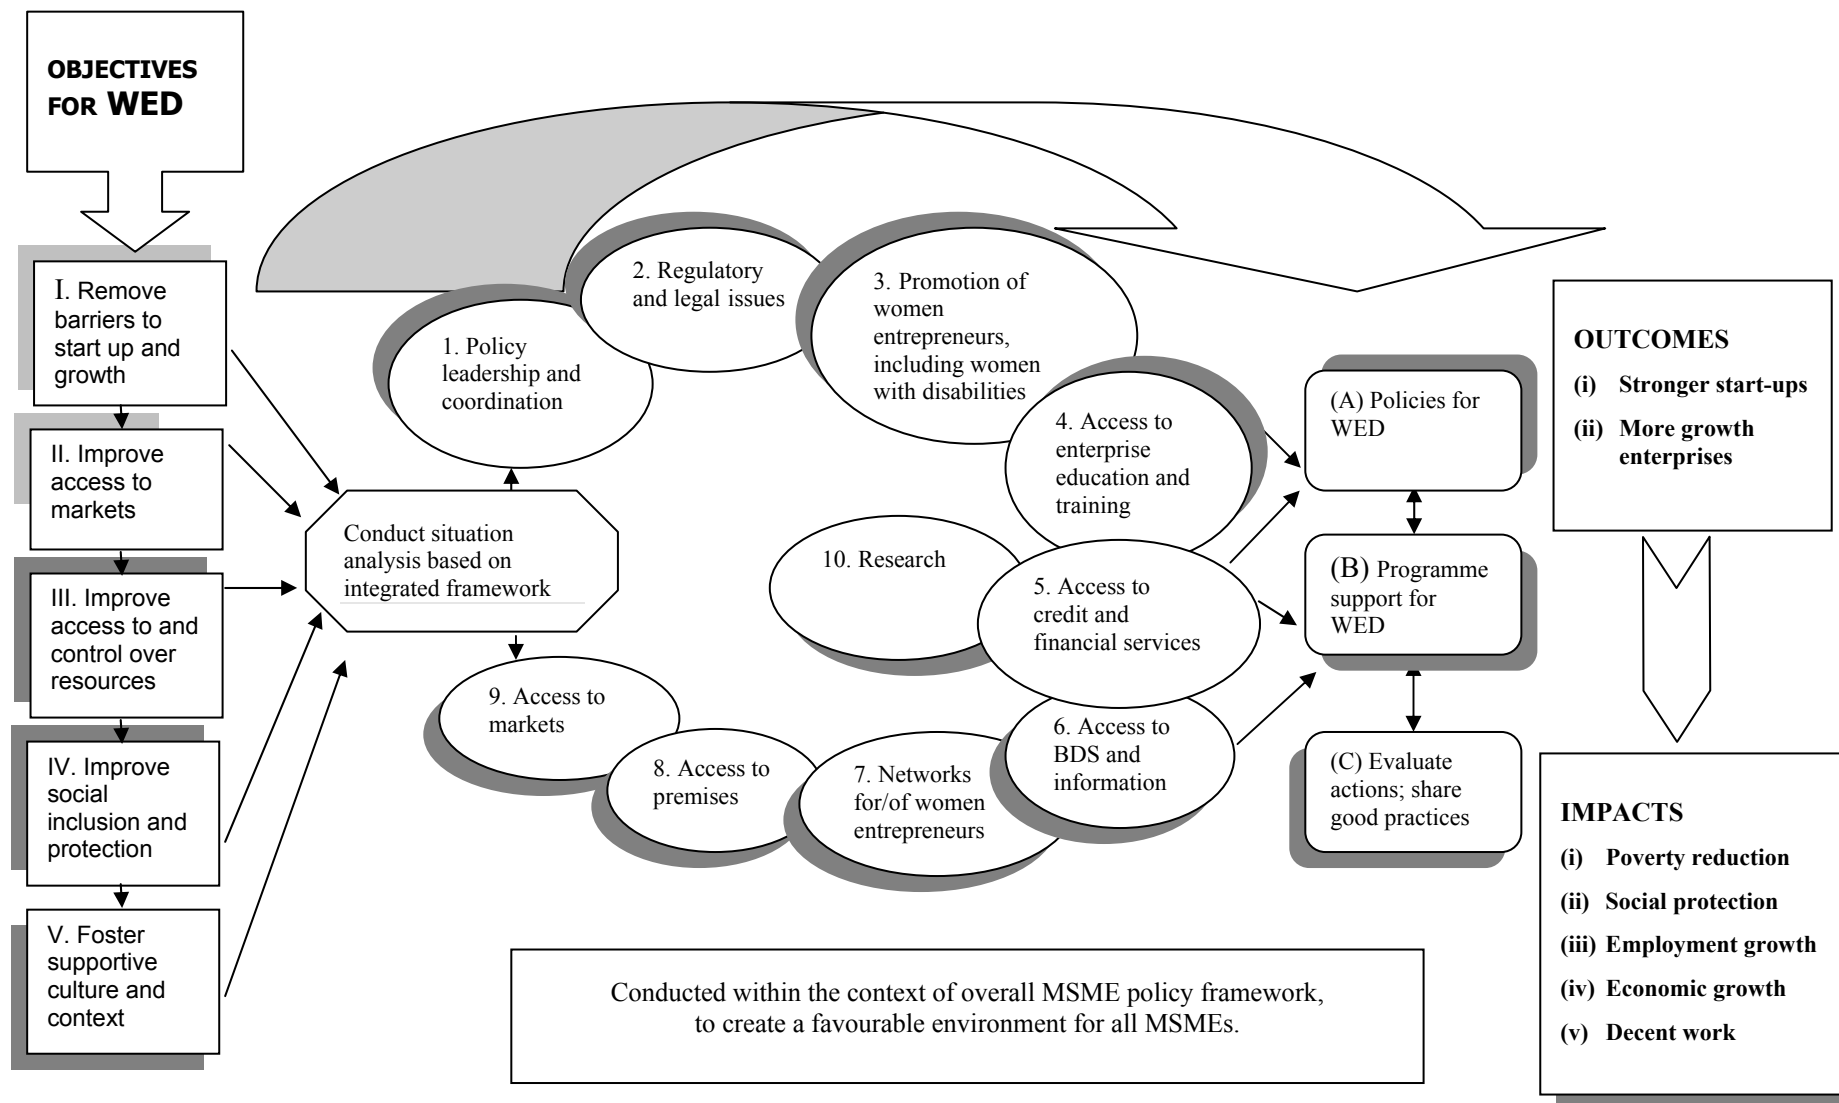 OBJECTIVES
FOR WED
I. Remove
barriers to
start up and
growth
II. Improve
access to
markets
III. Improve
access to and
control over
resources
IV. Improve
social
inclusion and
protection
V. Foster
supportive
culture and
context
Conduct situation
analysis based on
integrated framework
1. Policy
leadership and
coordination
2. Regulatory
and legal issues
3. Promotion of
women
entrepreneurs,
including women
with disabilities
4. Access to
enterprise
education and
training
5. Access to
credit and
financial services
6. Access to
BDS and
information
7. Networks
for/of women
entrepreneurs
8. Access to
premises
9. Access to
markets
10. Research
(A) Policies for
WED
(B) Programme
support for
WED
(C) Evaluate
actions; share
good practices
OUTCOMES
(i) Stronger start-ups
(ii) More growth
enterprises
IMPACTS
(i) Poverty reduction
(ii) Social protection
(iii) Employment growth
(iv) Economic growth
(v) Decent work
Conducted within the context of overall MSME policy framework,
to create a favourable environment for all MSMEs.